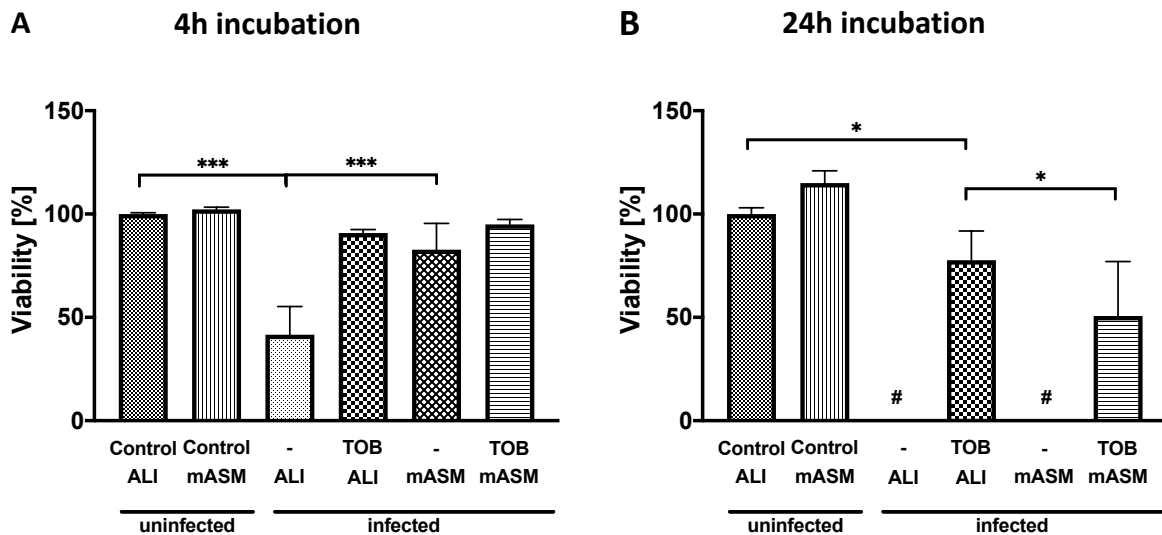 A 4h incubation
Viability [%]
150
100
50
0
***
***
Control Control - TOB - TOB
ALI mASM ALI ALI mASM mASM
uninfected infected
B 24h incubation
Viability [%]
150
100
50
0
*
*
# #
Control Control - TOB - TOB
ALI mASM ALI ALI mASM mASM
uninfected infected